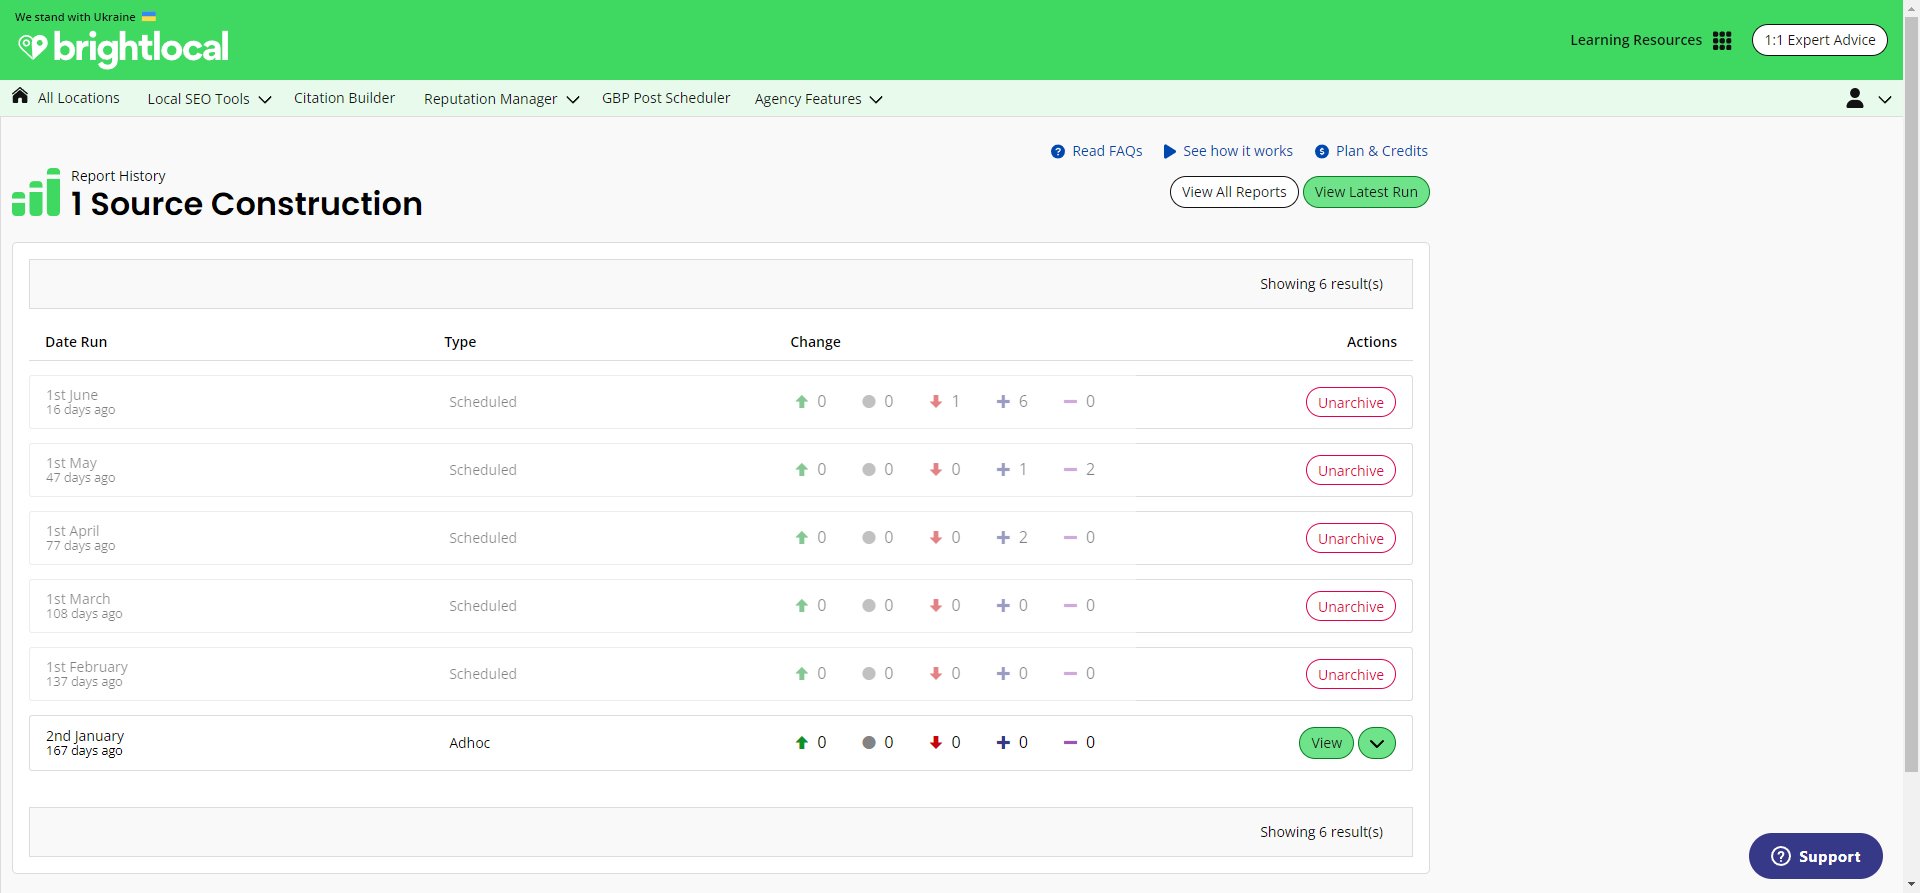 We stand with Ukraine
brightlocal
Learning Resources
1:1 Expert Advice
All Locations
Local SEO Tools
Citation Builder
Reputation Manager
GBP Post Scheduler
Agency Features
Read FAQs
See how it works
Plan & Credits
Report History
1 Source Construction
View All Reports
View Latest Run
Showing 6 result(s)
Date Run Type Change Actions
1st June
16 days ago
Scheduled 0 0 1 6 0 Unarchive
1st May
47 days ago
Scheduled 0 0 0 1 2 Unarchive
1st April
77 days ago
Scheduled 0 0 0 2 0 Unarchive
1st March
108 days ago
Scheduled 0 0 0 0 0 Unarchive
1st February
137 days ago
Scheduled 0 0 0 0 0 Unarchive
2nd January
167 days ago
Adhoc 0 0 0 0 0 View
Showing 6 result(s)
Support